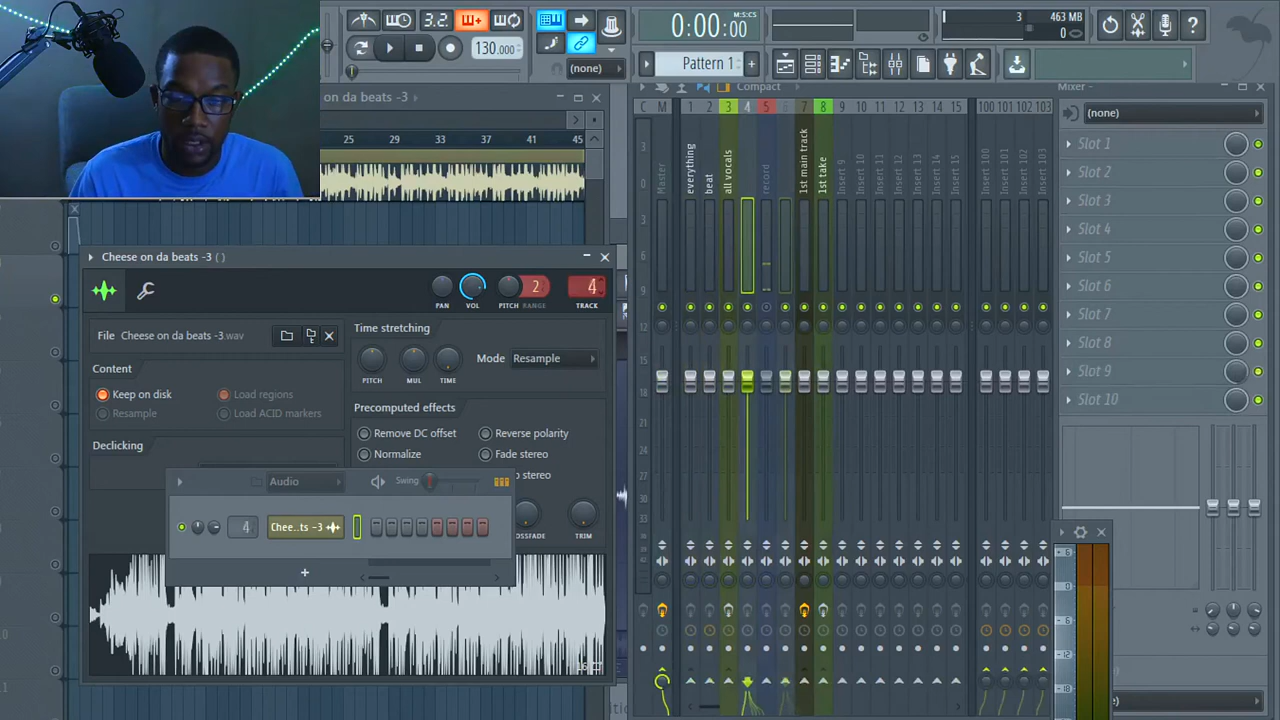 3.2
130.000
(none)
0:00:00
M:S:CS
3
463 MB
0
Pattern 1
on da beats -3
25 29 33 37 41 45
Compact
Mixer -
C M 1 2 3 4 5 6 7 8 9 10 11 12 13 14 15 100 101 102 103
(none)
Master
everything
beat
all vocals
record
1st main track
1st take
Insert 9
Insert 10
Insert 11
Insert 12
Insert 13
Insert 14
Insert 15
Insert 100
Insert 101
Insert 102
Insert 103
Slot 1
Slot 2
Slot 3
Slot 4
Slot 5
Slot 6
Slot 7
Slot 8
Slot 9
Slot 10
Cheese on da beats -3 ( )
PAN VOL PITCH RANGE TRACK
2
4
File Cheese on da beats -3.wav
Content
Keep on disk
Load regions
Resample
Load ACID markers
Declicking
Time stretching
PITCH MUL TIME
Mode Resample
Precomputed effects
Remove DC offset
Reverse polarity
Normalize
Fade stereo
stereo
TRIM
Audio
Swing
4
Chee..ts -3
+